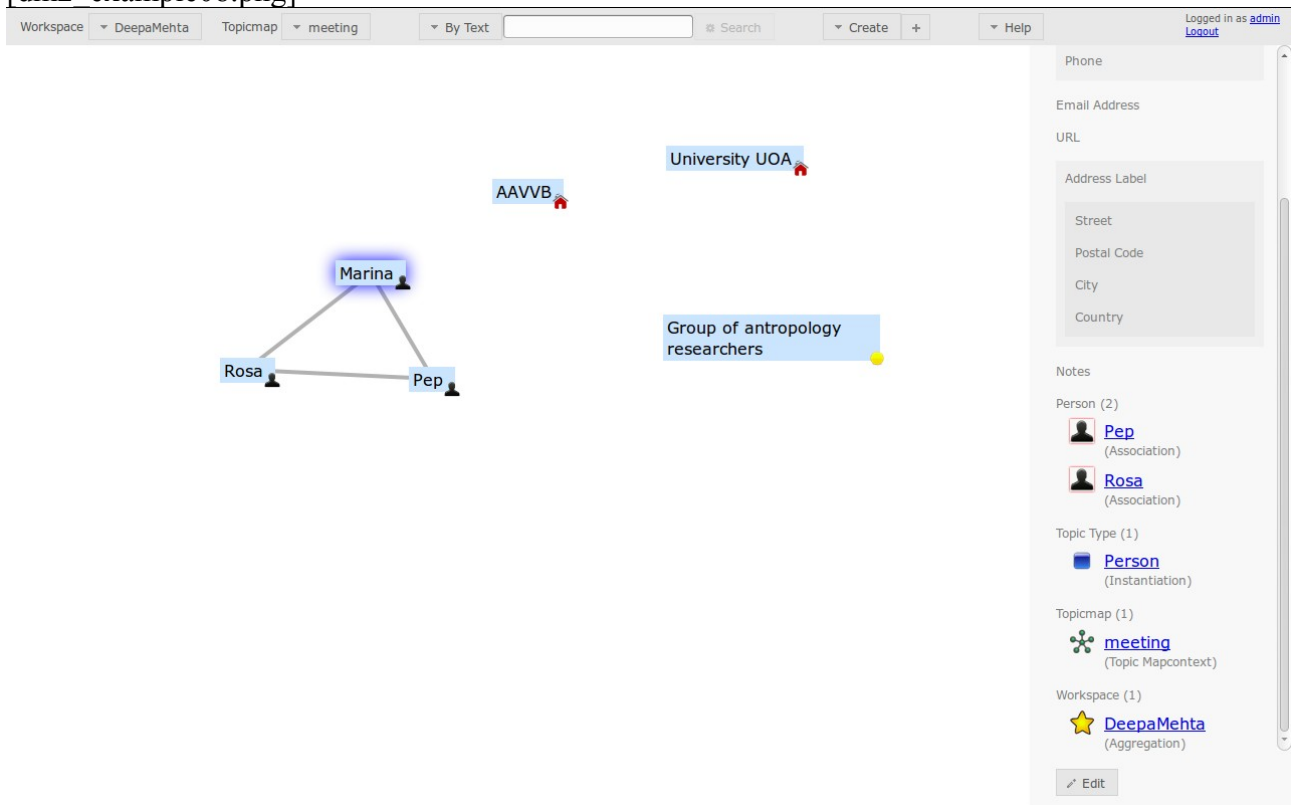 [dm2_example08.png]
Workspace DeepaMehta Topicmap meeting By Text Search Create + Help Logged in as admin
Logout
Phone
Email Address
URL
Address Label
Street
Postal Code
City
Country
Notes
Person (2)
Pep
(Association)
Rosa
(Association)
Topic Type (1)
Person
(Instantiation)
Topicmap (1)
meeting
(Topic Mapcontext)
Workspace (1)
DeepaMehta
(Aggregation)
Edit
University UOA
AAVVB
Marina
Group of antropology
researchers
Rosa
Pep